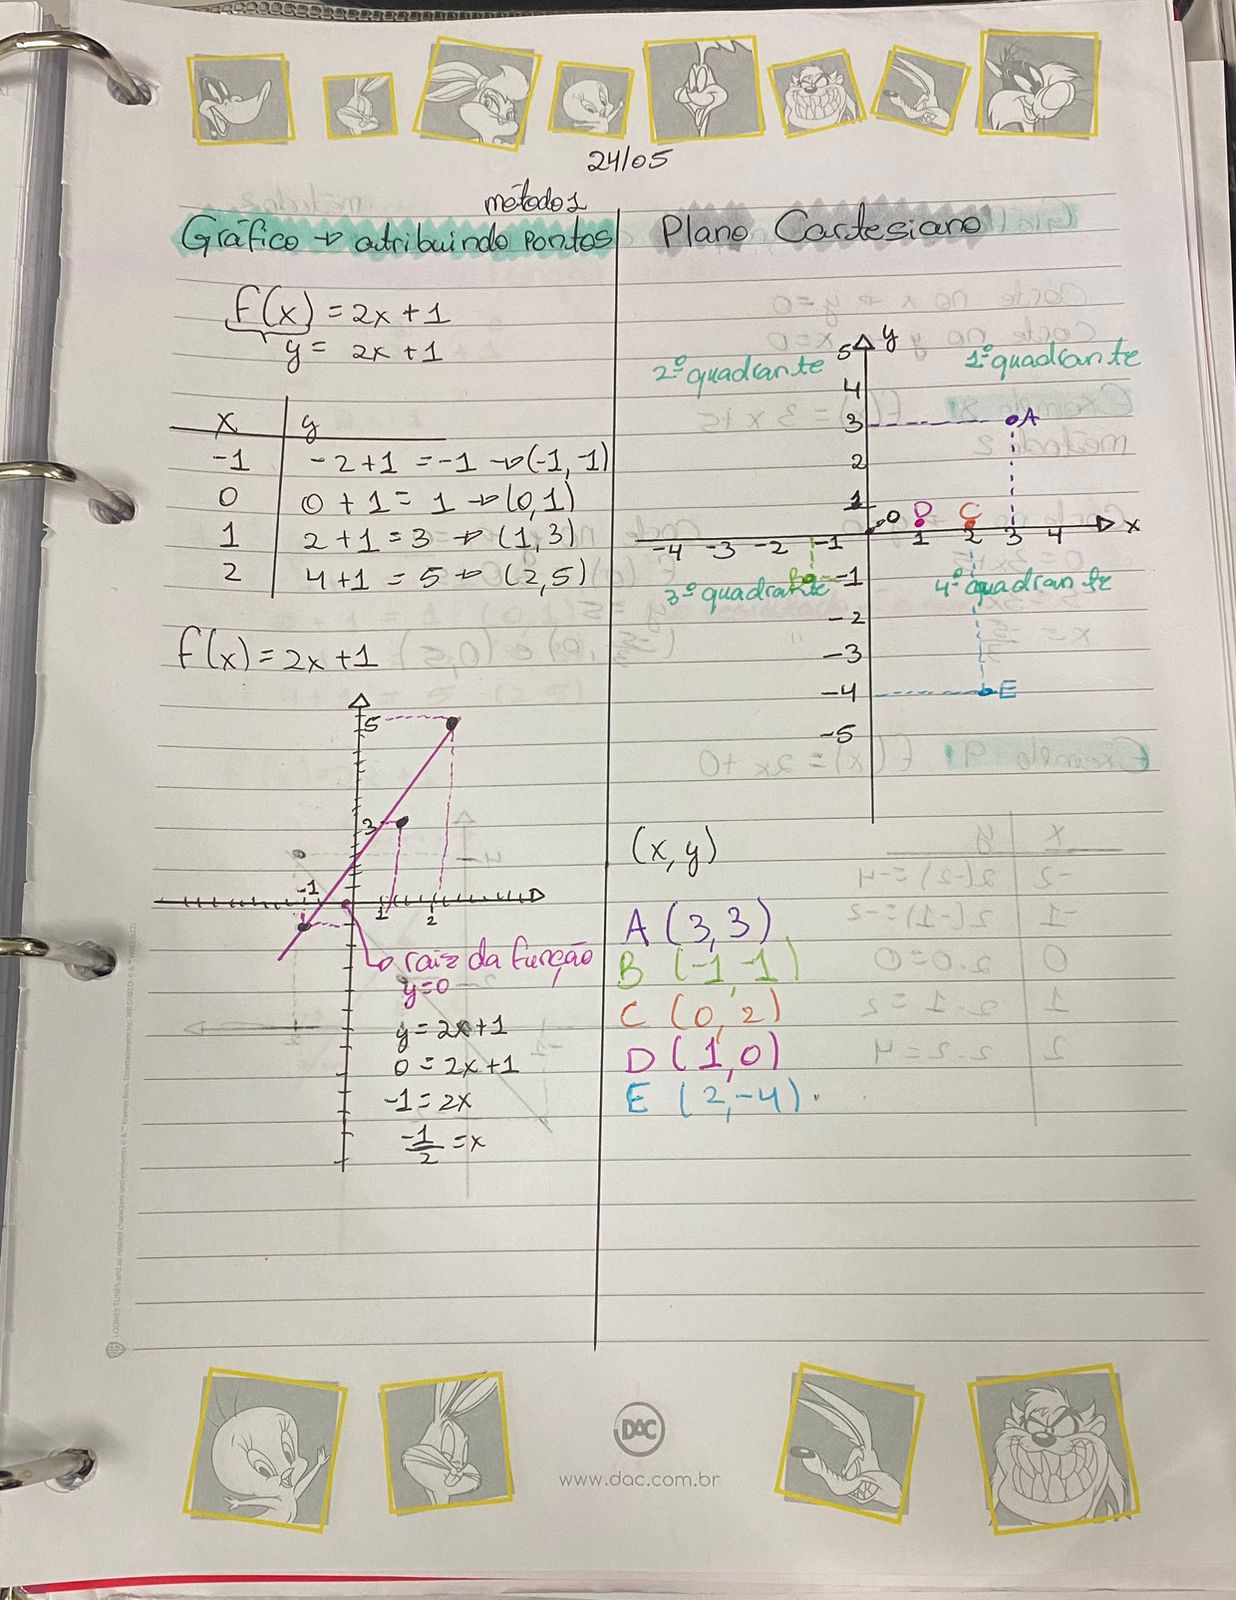 24/05
método 1
Gráfico → atribuindo pontos
f(x) = 2x + 1
y = 2x + 1
x y
-1 -2+1 = -1 → (-1, -1)
0 0 + 1 = 1 → (0,1)
1 2+1 = 3 → (1,3)
2 4+1 = 5 → (2,5)
f(x) = 2x + 1
5
3
-1
1 2
raiz da função
y=0
y = 2x+1
0 = 2x+1
-1 = 2x
-1/2 = x
Plano Cartesiano
y
5
2º quadrante 1º quadrante
4
3 A
2
1 0 D C
-4 -3 -2 -1 1 2 3 4 x
B -1
3º quadrante 4º quadrante
-2
-3
-4 E
-5
(x, y)
A (3, 3)
B (-1, -1)
C (0, 2)
D (1, 0)
E (2, -4)
DAC
www.dac.com.br